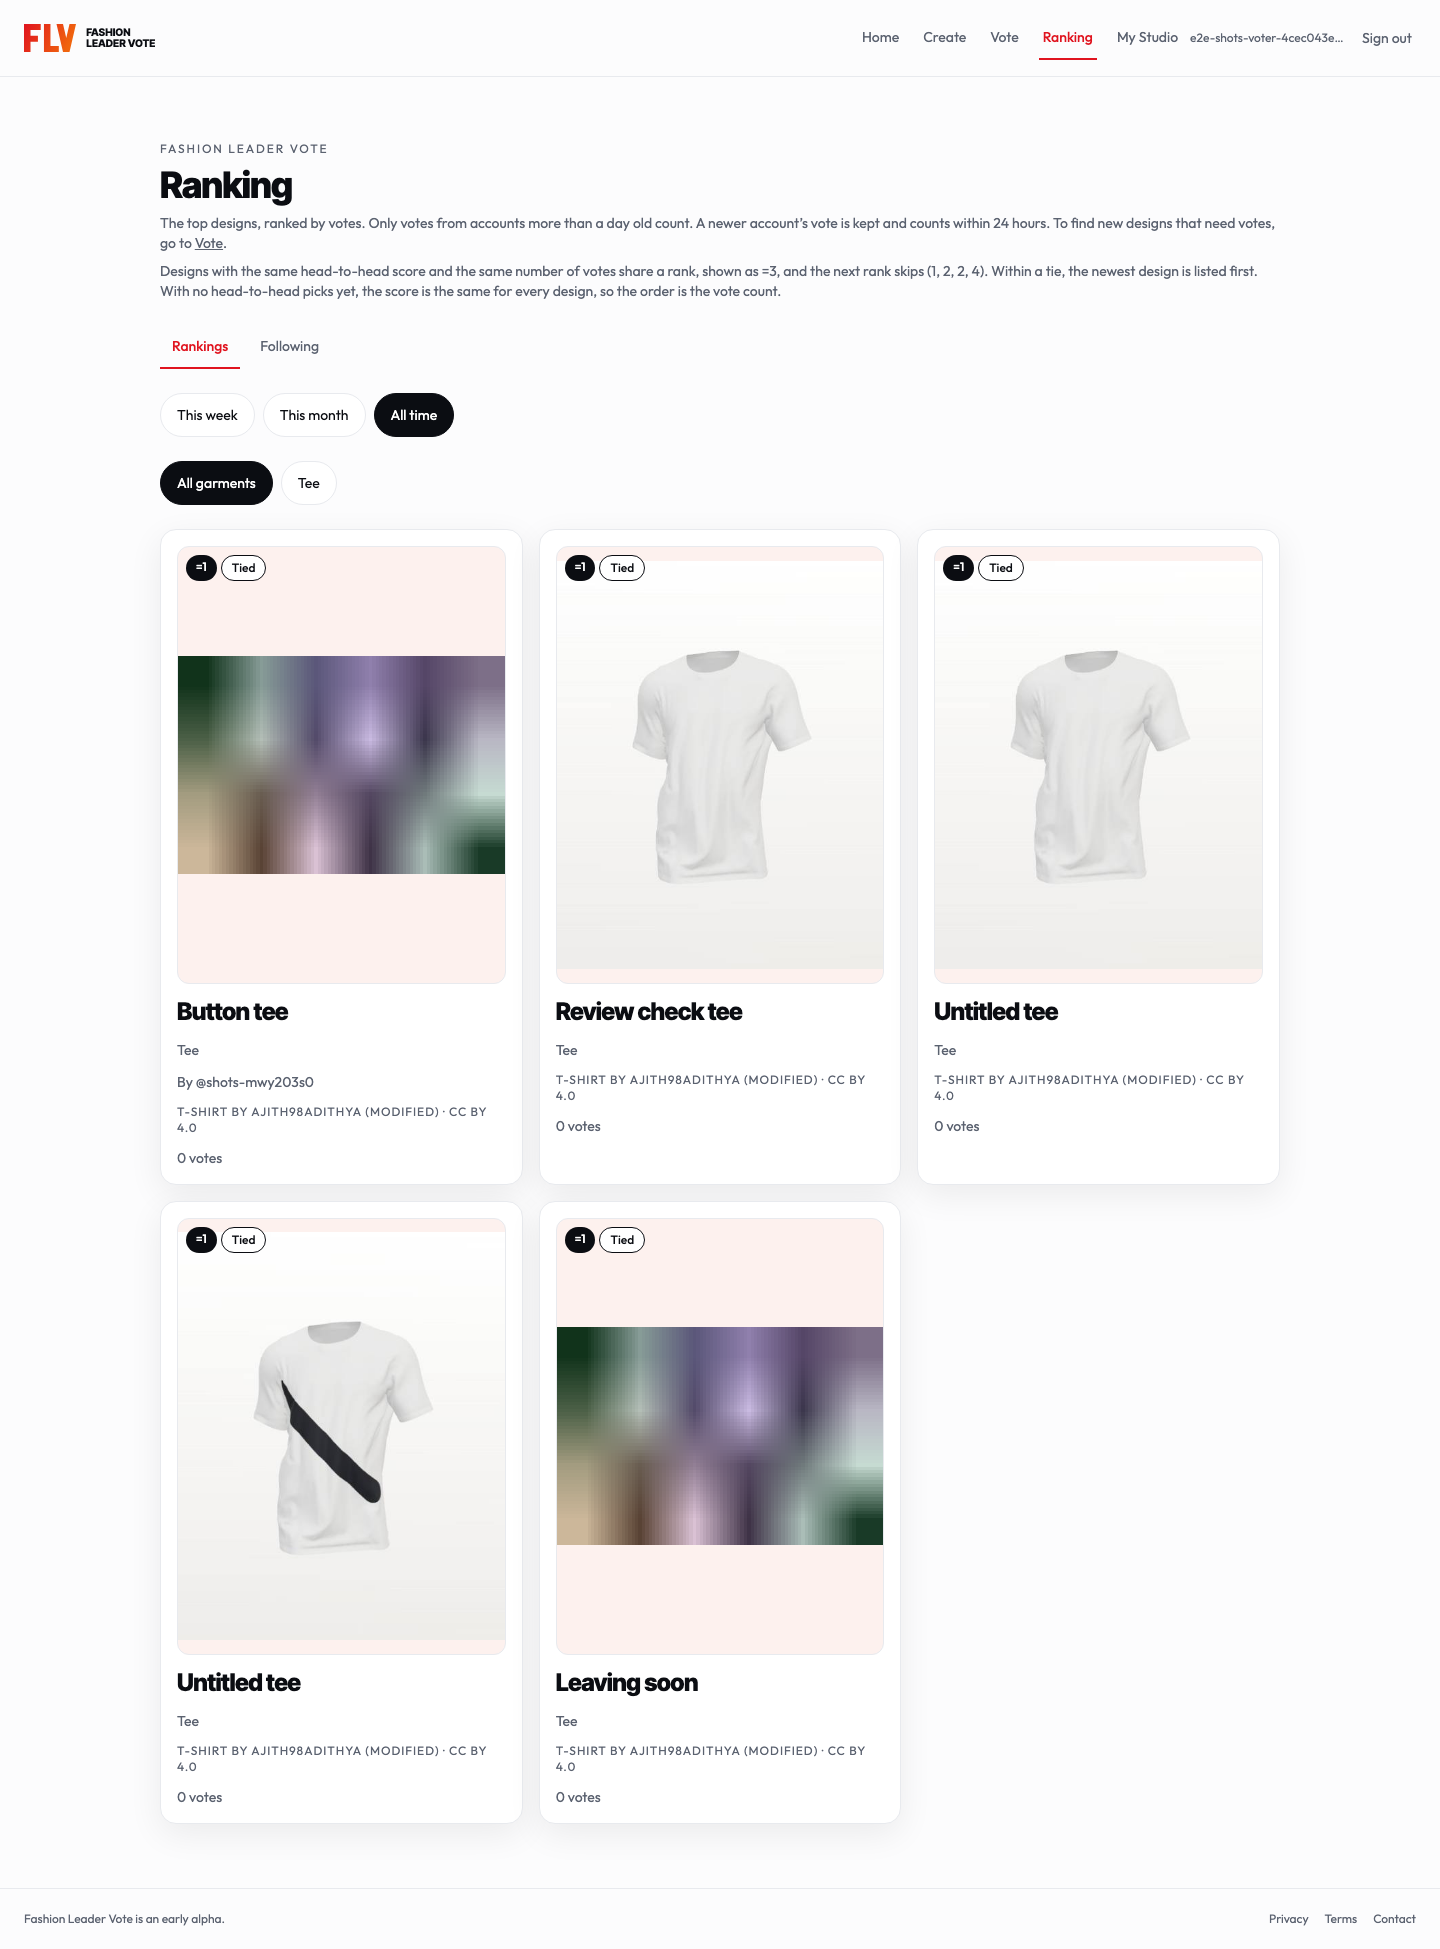 FLV FASHION
LEADER VOTE
Home Create Vote Ranking My Studio e2e-shots-voter-4cec043e... Sign out
FASHION LEADER VOTE
Ranking
The top designs, ranked by votes. Only votes from accounts more than a day old count. A newer account’s vote is kept and counts within 24 hours. To find new designs that need votes,
go to Vote.
Designs with the same head-to-head score and the same number of votes share a rank, shown as =3, and the next rank skips (1, 2, 2, 4). Within a tie, the newest design is listed first.
With no head-to-head picks yet, the score is the same for every design, so the order is the vote count.
Rankings Following
This week This month All time
All garments Tee
=1 Tied
Button tee
Tee
By @shots-mwy203s0
T-SHIRT BY AJITH98ADITHYA (MODIFIED) · CC BY
4.0
0 votes
=1 Tied
Review check tee
Tee
T-SHIRT BY AJITH98ADITHYA (MODIFIED) · CC BY
4.0
0 votes
=1 Tied
Untitled tee
Tee
T-SHIRT BY AJITH98ADITHYA (MODIFIED) · CC BY
4.0
0 votes
=1 Tied
Untitled tee
Tee
T-SHIRT BY AJITH98ADITHYA (MODIFIED) · CC BY
4.0
0 votes
=1 Tied
Leaving soon
Tee
T-SHIRT BY AJITH98ADITHYA (MODIFIED) · CC BY
4.0
0 votes
Fashion Leader Vote is an early alpha.
Privacy Terms Contact